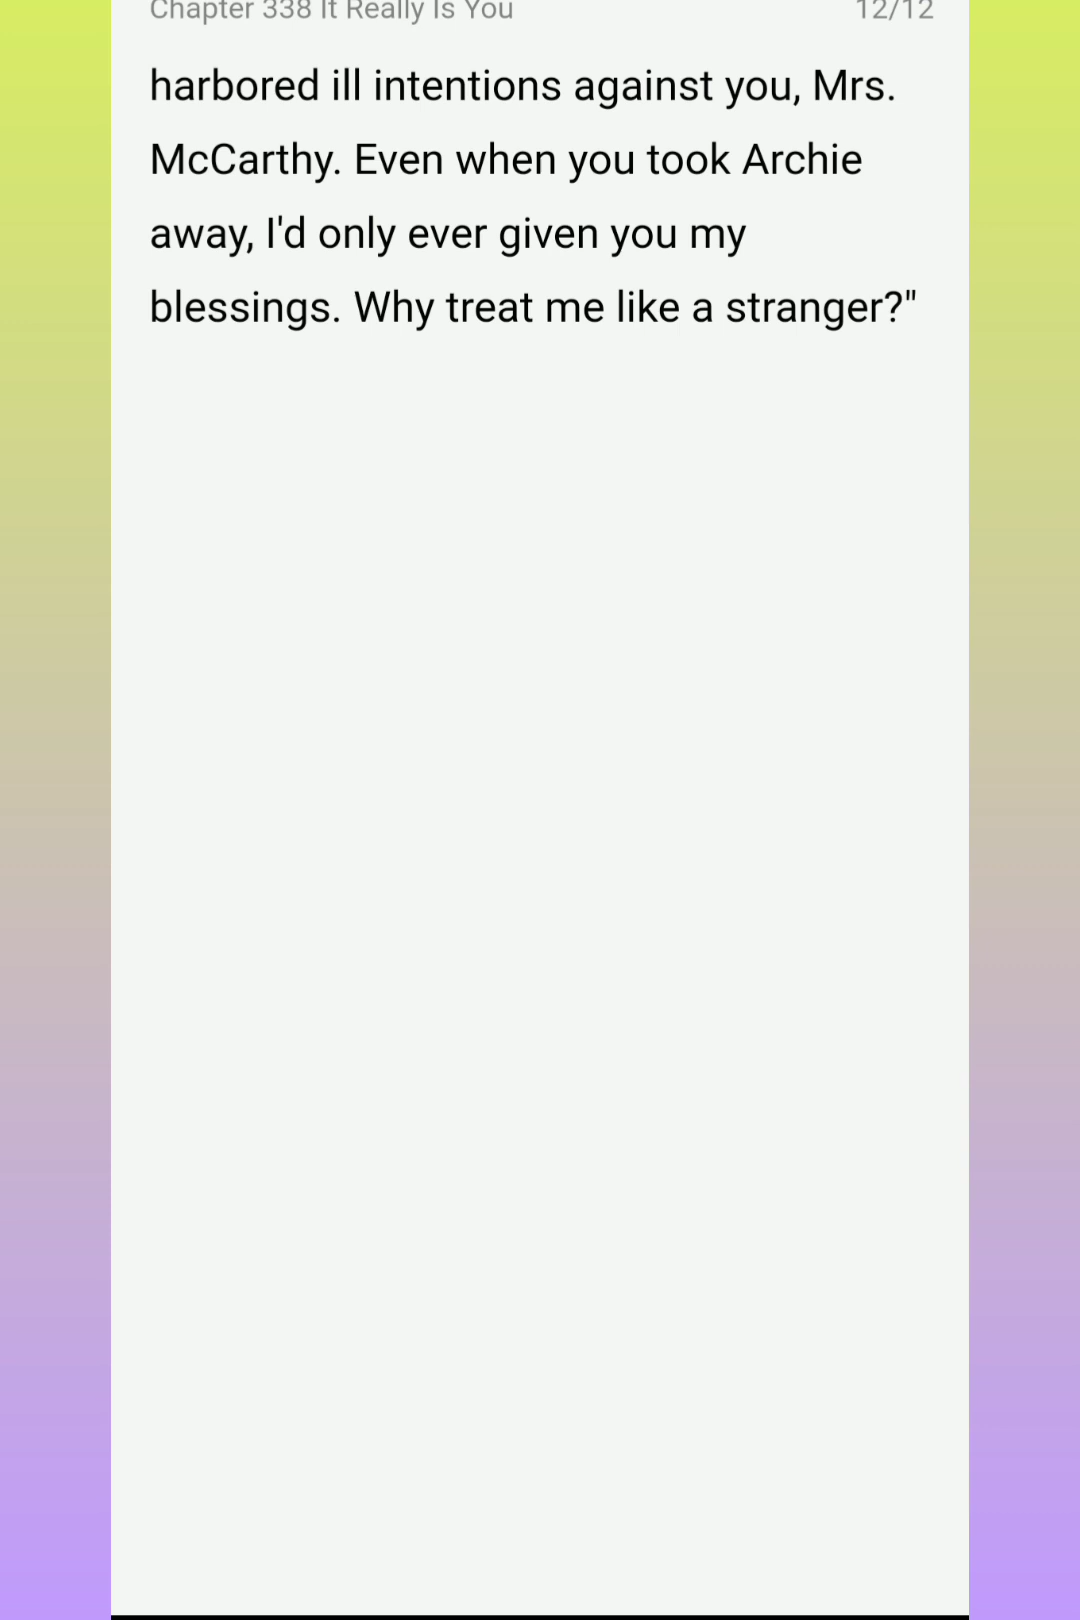 Chapter 338 It Really Is You 12/12
harbored ill intentions against you, Mrs.
McCarthy. Even when you took Archie
away, I'd only ever given you my
blessings. Why treat me like a stranger?"